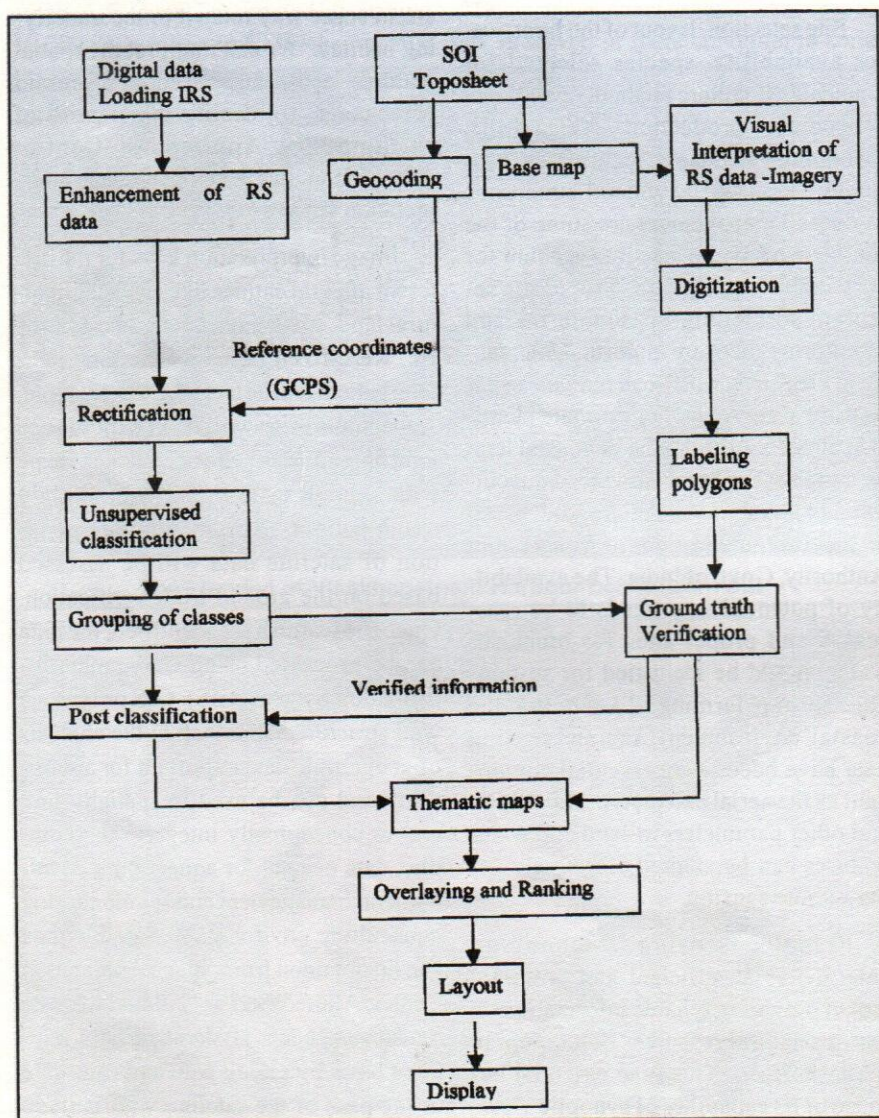 Digital data
Loading IRS
SOI
Toposheet
Visual
Interpretation of
RS data -Imagery
Enhancement of RS
data
Geocoding
Base map
Digitization
Reference coordinates
(GCPS)
Rectification
Labeling
polygons
Unsupervised
classification
Grouping of classes
Ground truth
Verification
Verified information
Post classification
Thematic maps
Overlaying and Ranking
Layout
Display